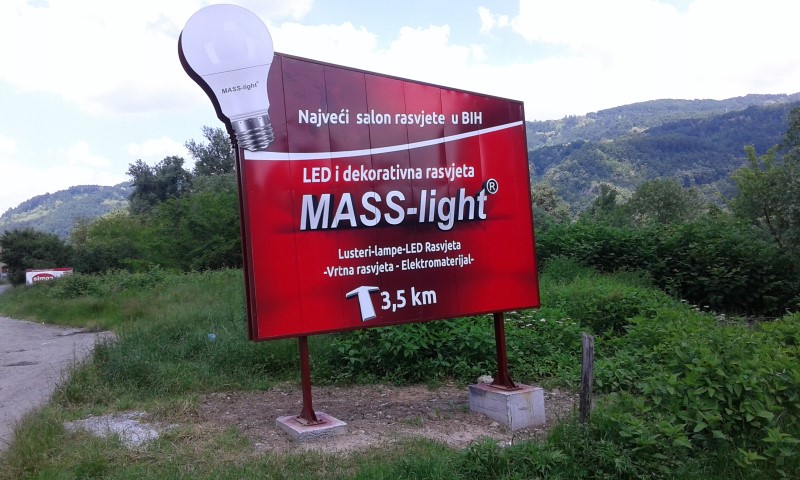 MASS-light®
Najveći salon rasvjete u BIH
LED i dekorativna rasvjeta
MASS-light®
Lusteri-lampe-LED Rasvjeta
-Vrtna rasvjeta - Elektromaterijal-
3,5 km
simpo